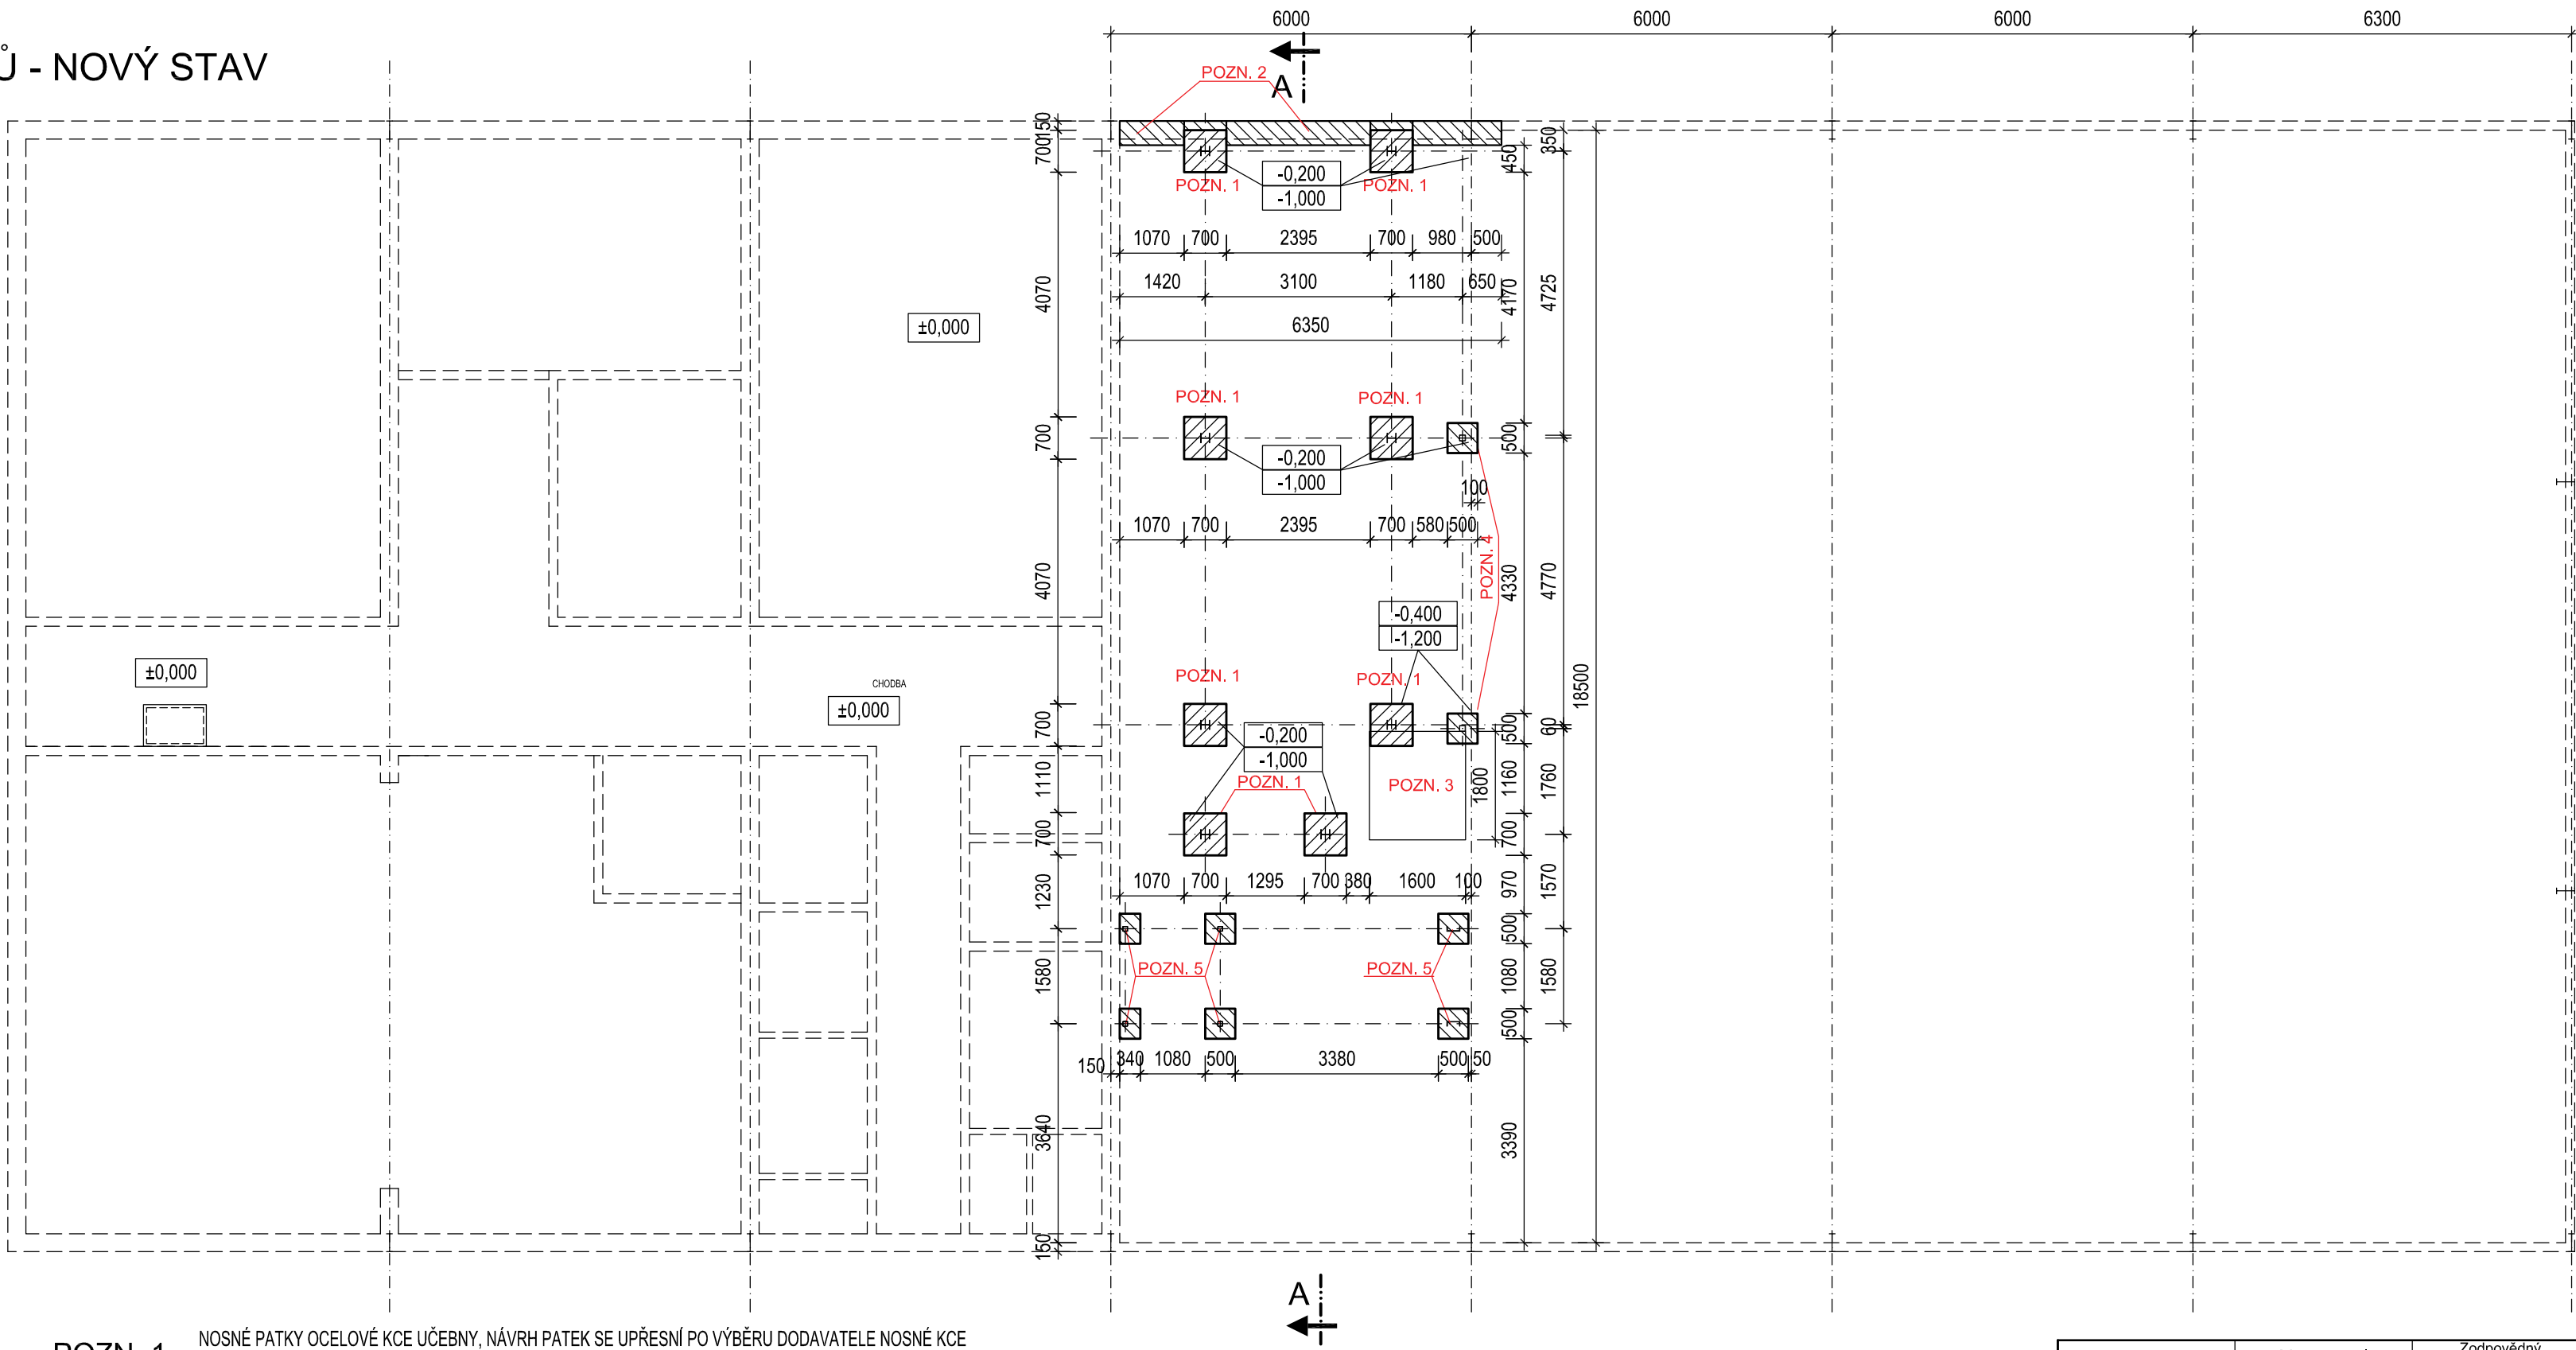 6000
6000
6000
6300
Ů - NOVÝ STAV
POZN. 2
A
150
700
450
350
-0,200
-1,000
POZN. 1
POZN. 1
1070 700 2395 700 980 500
1420 3100 1180 650
4070
4170
4725
6350
±0,000
POZN. 1
POZN. 1
700
500
-0,200
-1,000
100
1070 700 2395 700 580 500
POZN. 4
4070
4330
4770
-0,400
-1,200
±0,000
CHODBA
±0,000
POZN. 1
POZN. 1
18500
700
500
60
-0,200
-1,000
POZN. 1
POZN. 3
1800
1110
1160
1760
700
700
1070 700 1295 700 380 1600 100
1230
970
1570
500
POZN. 5
POZN. 5
1580
1080
1580
500
150 340 1080 500 3380 500 50
3640
3390
150
A
POZN. 1 NOSNÉ PATKY OCELOVÉ KCE UČEBNY, NÁVRH PATEK SE UPŘESNÍ PO VÝBĚRU DODAVATELE NOSNÉ KCE
Zodpovědný